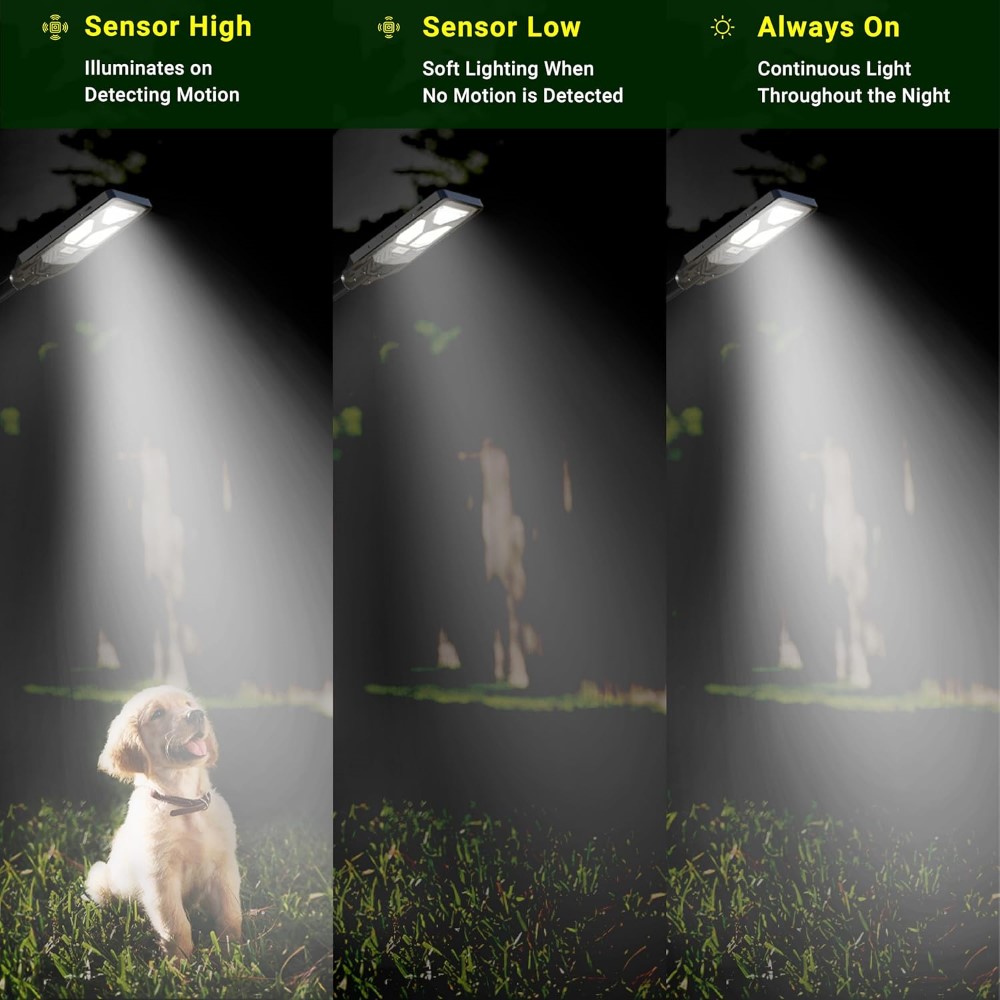 Sensor High
Illuminates on
Detecting Motion
Sensor Low
Soft Lighting When
No Motion is Detected
Always On
Continuous Light
Throughout the Night